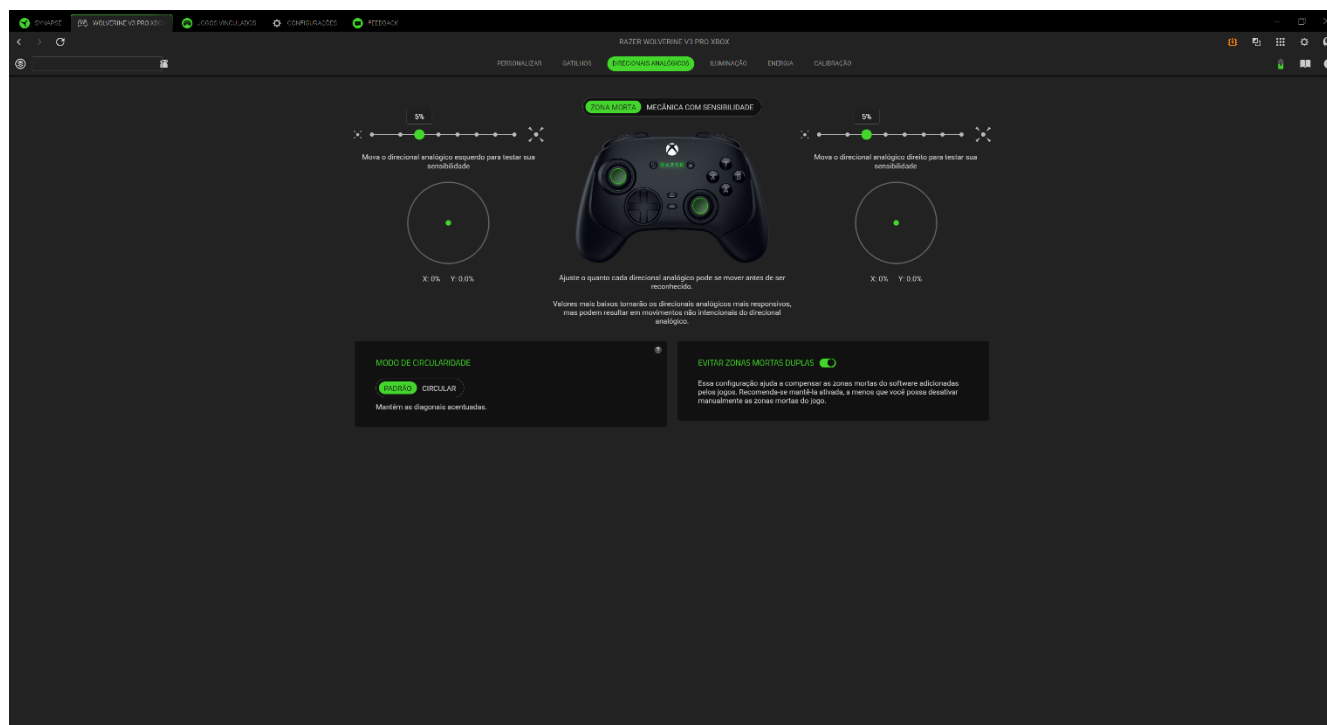 SYNAPSE
WOLVERINE V3 PRO XBOX
JOGOS VINCULADOS
CONFIGURAÇÕES
FEEDBACK
RAZER WOLVERINE V3 PRO XBOX
PERSONALIZAR
GATILHOS
DIRECIONAIS ANALÓGICOS
ILUMINAÇÃO
ENERGIA
CALIBRAÇÃO
ZONA MORTA
MECÂNICA COM SENSIBILIDADE
5%
Mova o direcional analógico esquerdo para testar sua
sensibilidade
X: 0% Y: 0.0%
RAZER
5%
Mova o direcional analógico direito para testar sua
sensibilidade
X: 0% Y: 0.0%
Ajuste o quanto cada direcional analógico pode se mover antes de ser
reconhecido.
Valores mais baixos tornarão os direcionais analógicos mais responsivos,
mas podem resultar em movimentos não intencionais do direcional
analógico.
MODO DE CIRCULARIDADE
PADRÃO
CIRCULAR
Mantém as diagonais acentuadas.
EVITAR ZONAS MORTAS DUPLAS
Essa configuração ajuda a compensar as zonas mortas do software adicionadas
pelos jogos. Recomenda-se mantê-la ativada, a menos que você possa desativar
manualmente as zonas mortas do jogo.